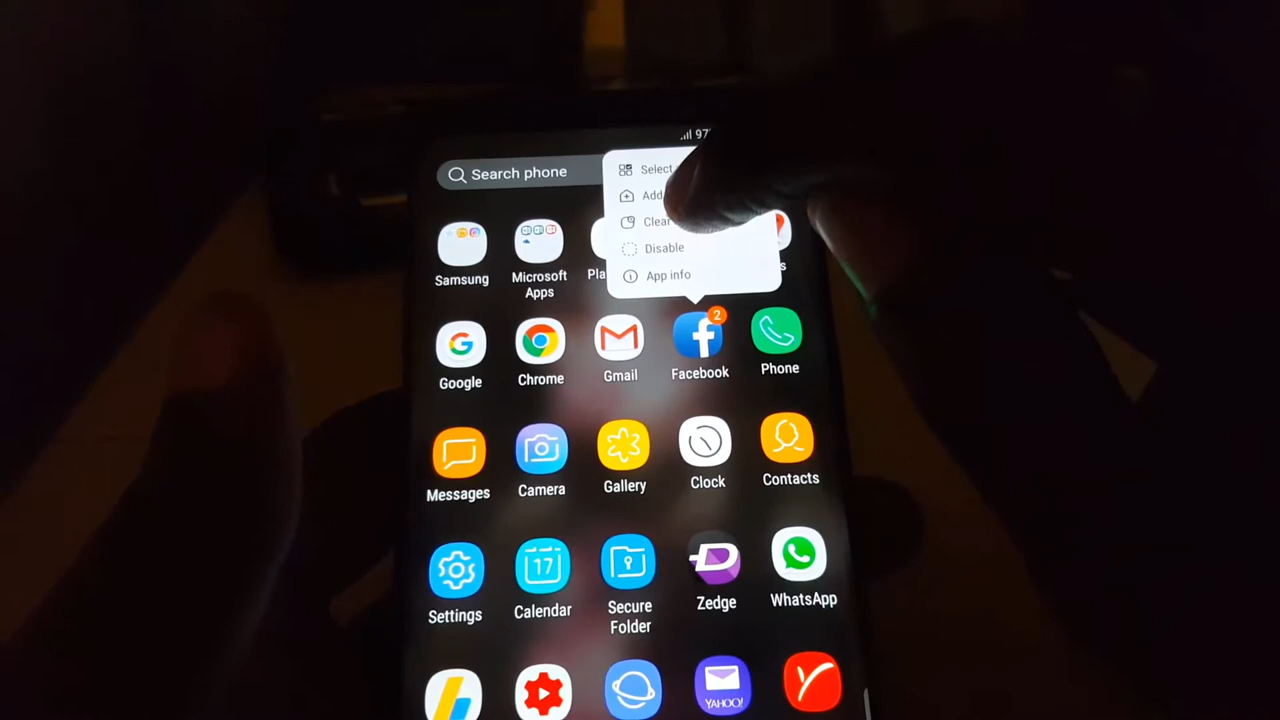 97
Search phone
Select
Add
Clear
Disable
App info
Samsung
Microsoft
Apps
Google
Chrome
Gmail
2
Facebook
Phone
Messages
Camera
Gallery
Clock
Contacts
17
Settings
Calendar
Secure
Folder
Zedge
WhatsApp
YAHOO!